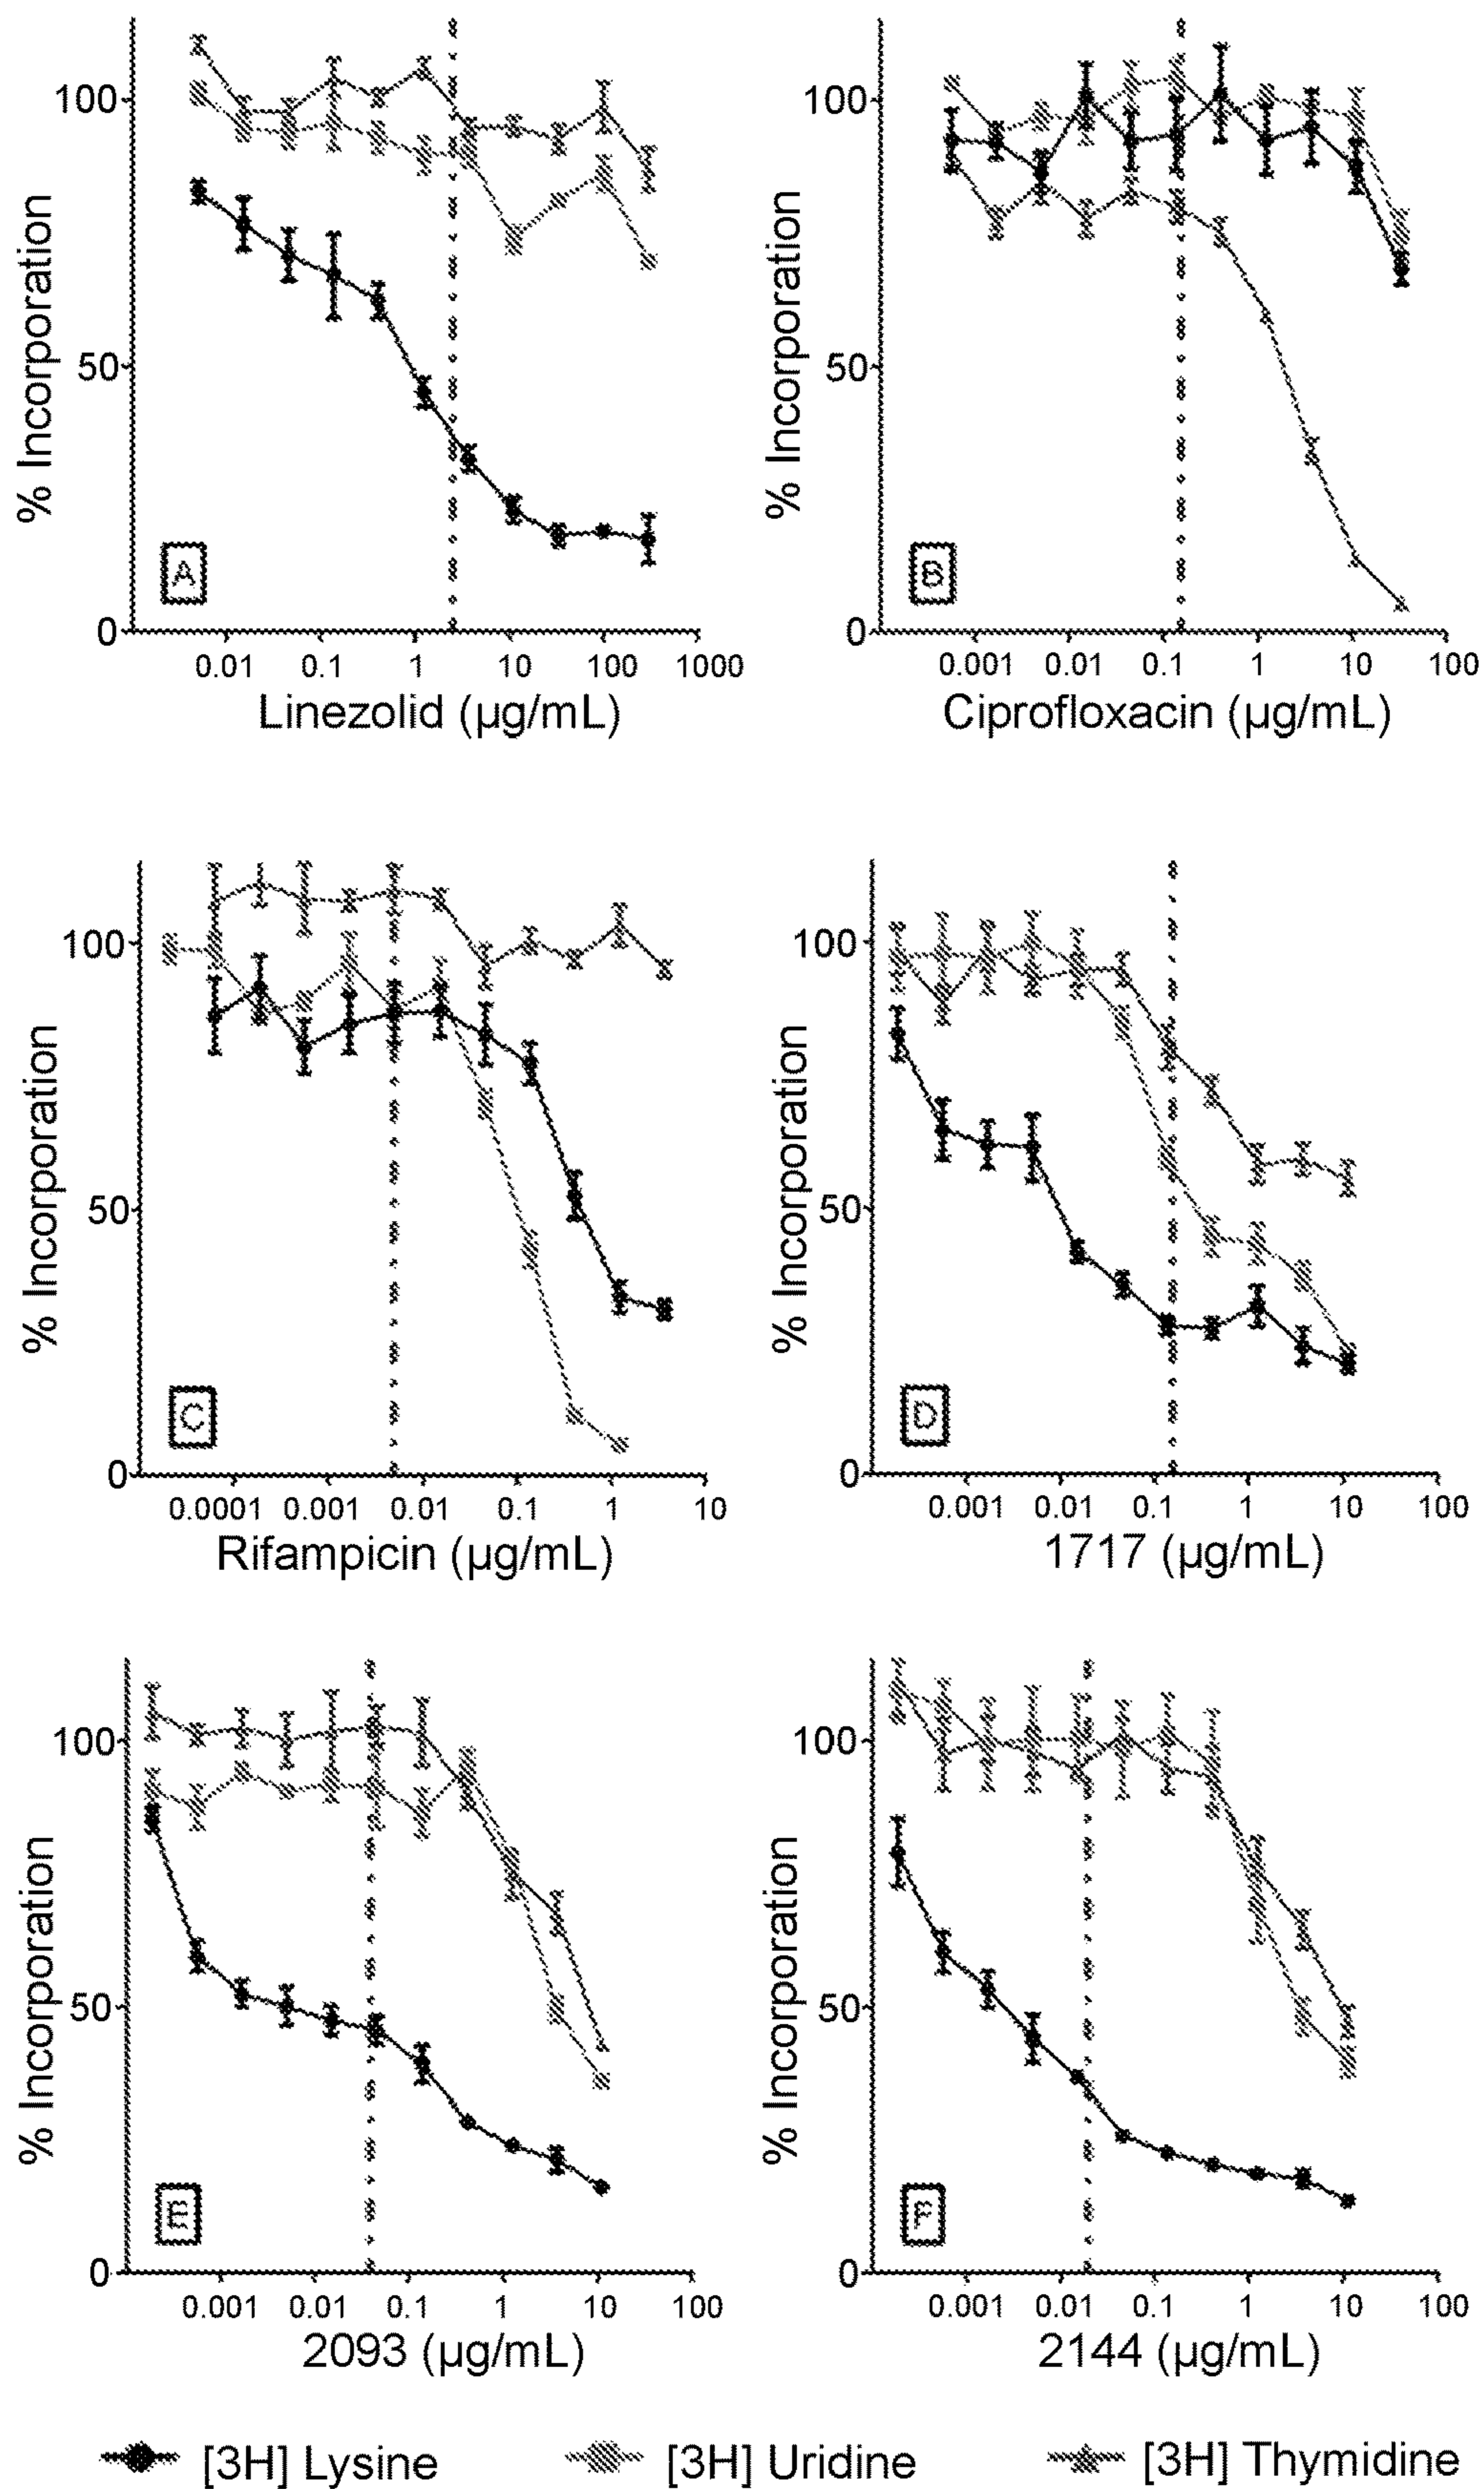 100
50
0
% Incorporation
A
0.01 0.1 1 10 100 1000
Linezolid (µg/mL)
100
50
0
% Incorporation
B
0.001 0.01 0.1 1 10 100
Ciprofloxacin (µg/mL)
100
50
0
% Incorporation
C
0.0001 0.001 0.01 0.1 1 10
Rifampicin (µg/mL)
100
50
0
% Incorporation
D
0.001 0.01 0.1 1 10 100
1717 (µg/mL)
100
50
0
% Incorporation
E
0.001 0.01 0.1 1 10 100
2093 (µg/mL)
100
50
0
% Incorporation
F
0.001 0.01 0.1 1 10 100
2144 (µg/mL)
[3H] Lysine [3H] Uridine [3H] Thymidine